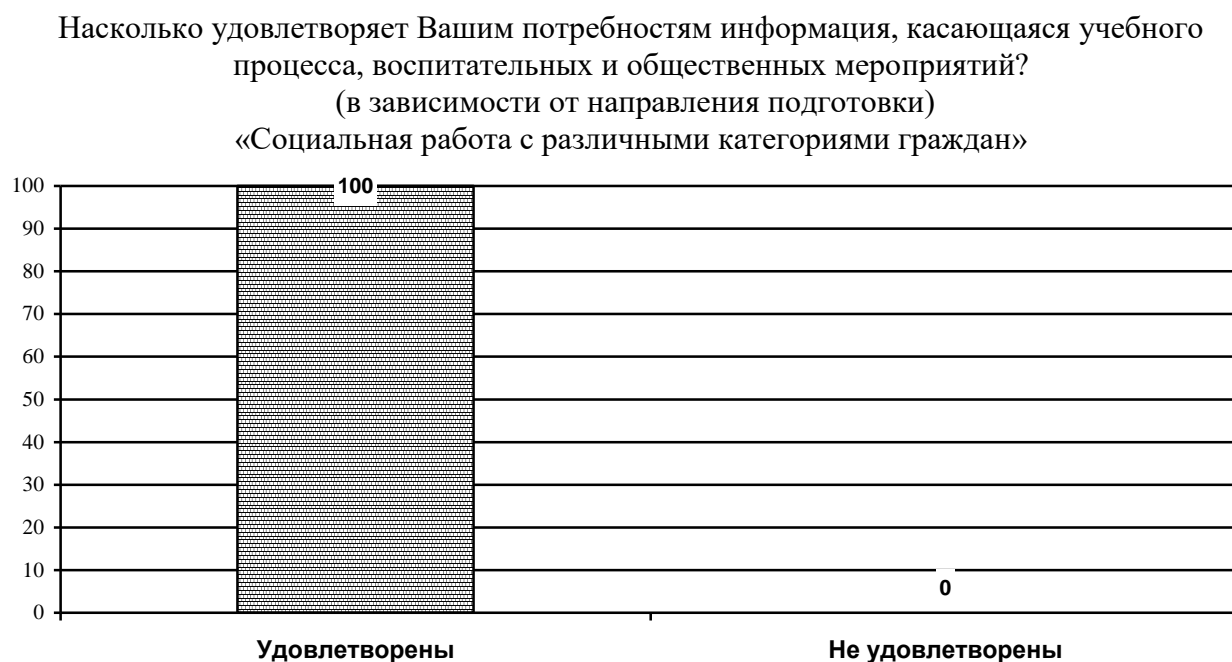 Насколько удовлетворяет Вашим потребностям информация, касающаяся учебного
процесса, воспитательных и общественных мероприятий?
(в зависимости от направления подготовки)
«Социальная работа с различными категориями граждан»
100
100
90
80
70
60
50
40
30
20
10
0
0
Удовлетворены
Не удовлетворены